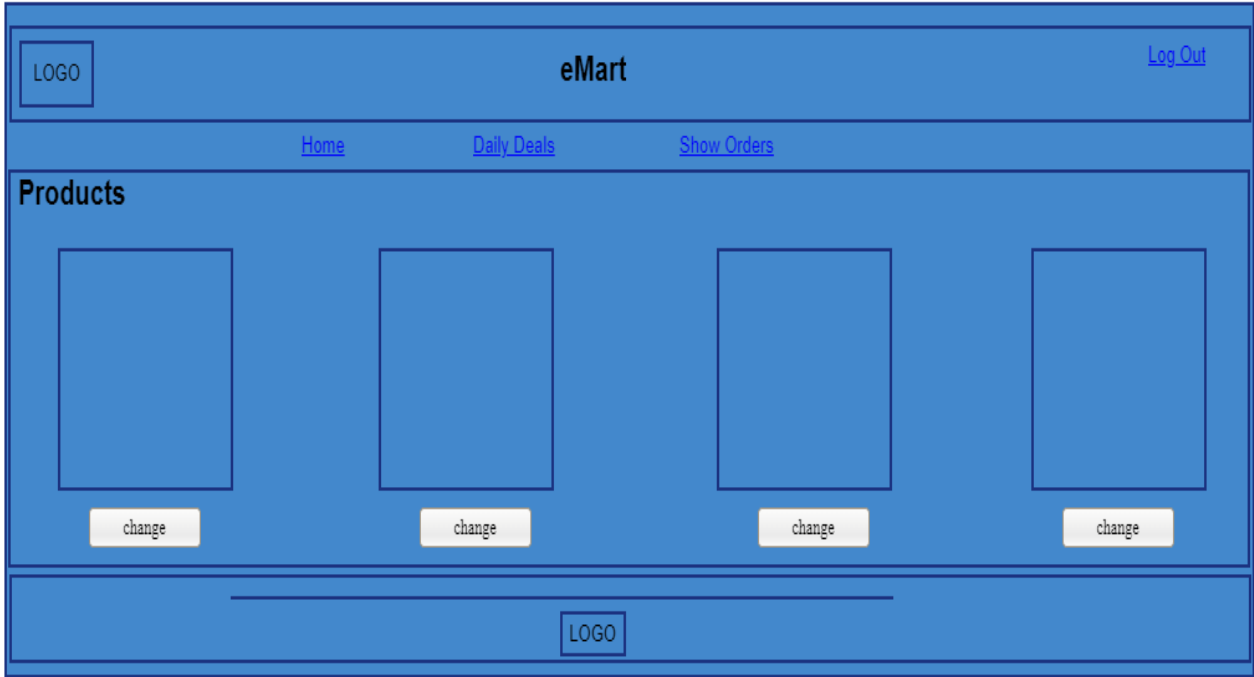 Log Out
LOGO eMart
Home Daily Deals Show Orders
Products
change change change change
LOGO